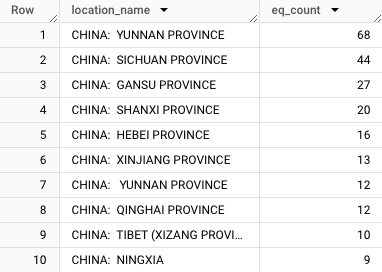 Row location_name eq_count
1 CHINA:  YUNNAN PROVINCE 68
2 CHINA:  SICHUAN PROVINCE 44
3 CHINA:  GANSU PROVINCE 27
4 CHINA:  SHANXI PROVINCE 20
5 CHINA:  HEBEI PROVINCE 16
6 CHINA:  XINJIANG PROVINCE 13
7 CHINA:   YUNNAN PROVINCE 12
8 CHINA:  QINGHAI PROVINCE 12
9 CHINA:  TIBET (XIZANG PROVI... 10
10 CHINA:  NINGXIA 9